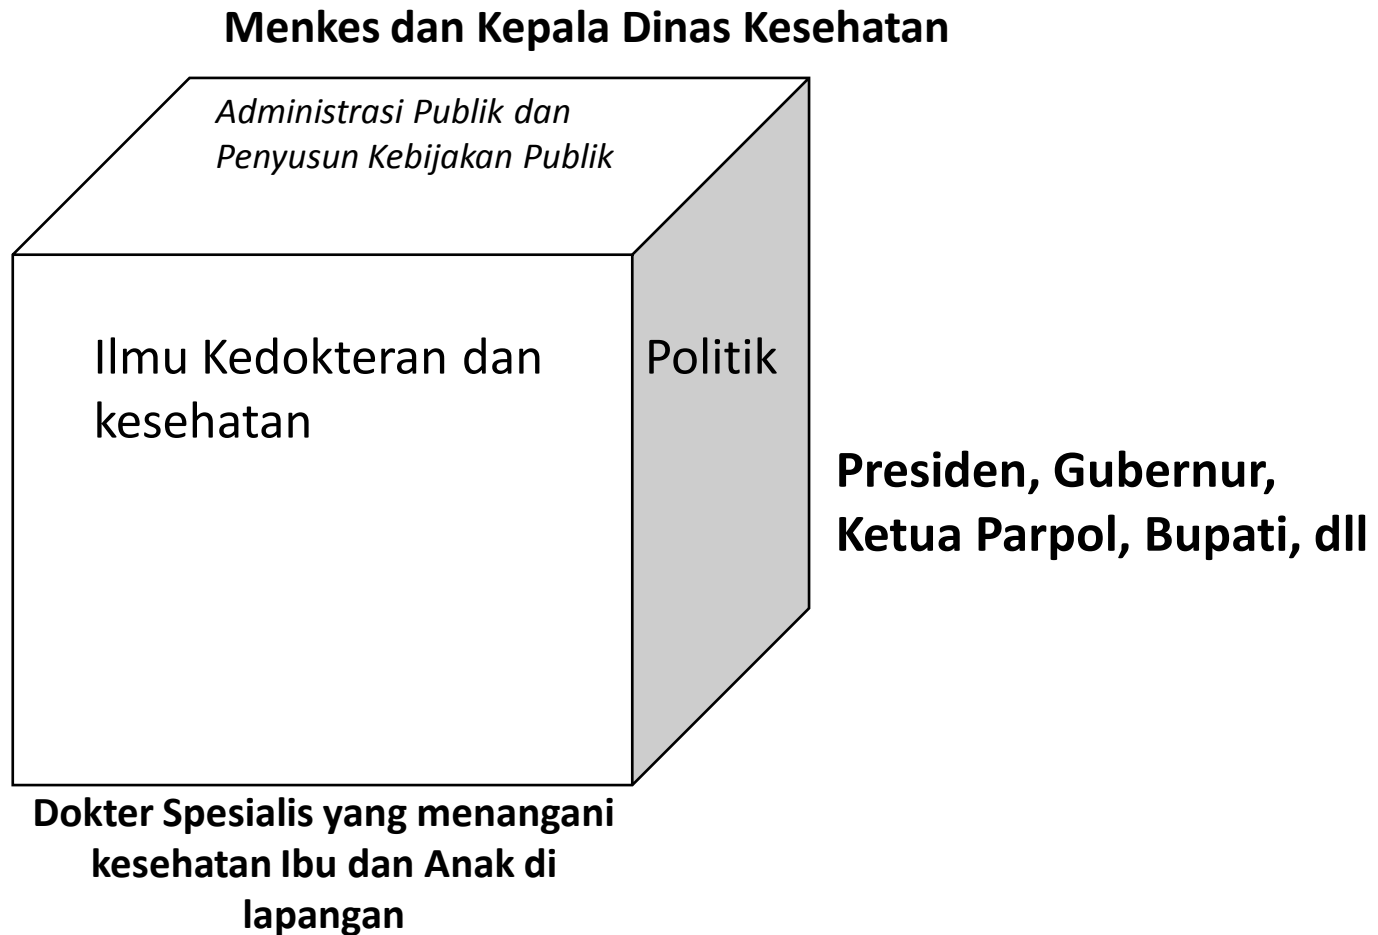 Menkes dan Kepala Dinas Kesehatan
Administrasi Publik dan
Penyusun Kebijakan Publik
Ilmu Kedokteran dan
kesehatan
Politik
Presiden, Gubernur,
Ketua Parpol, Bupati, dll
Dokter Spesialis yang menangani
kesehatan Ibu dan Anak di
lapangan